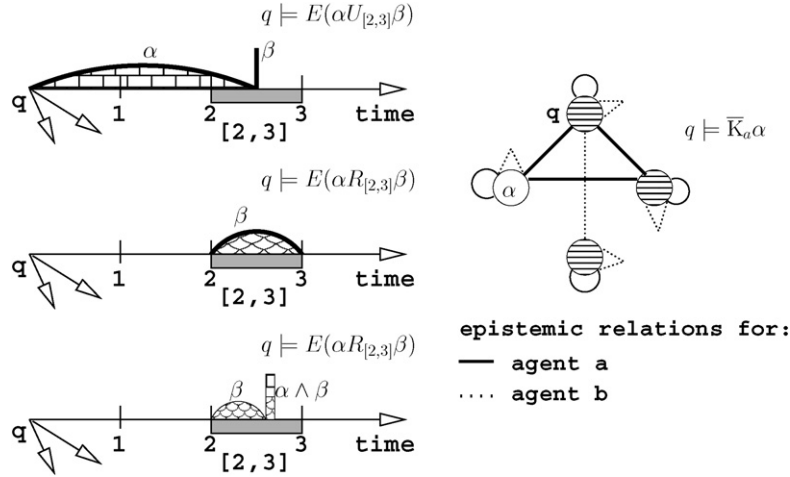 q ⊨ E(αU[2,3]β)
α
β
q
1
2
3
time
[2,3]
q ⊨ E(αR[2,3]β)
β
q
1
2
3
time
[2,3]
q ⊨ E(αR[2,3]β)
β
α ∧ β
q
1
2
3
time
[2,3]
q
q ⊨ K̅ₐα
α
epistemic relations for:
agent a
agent b